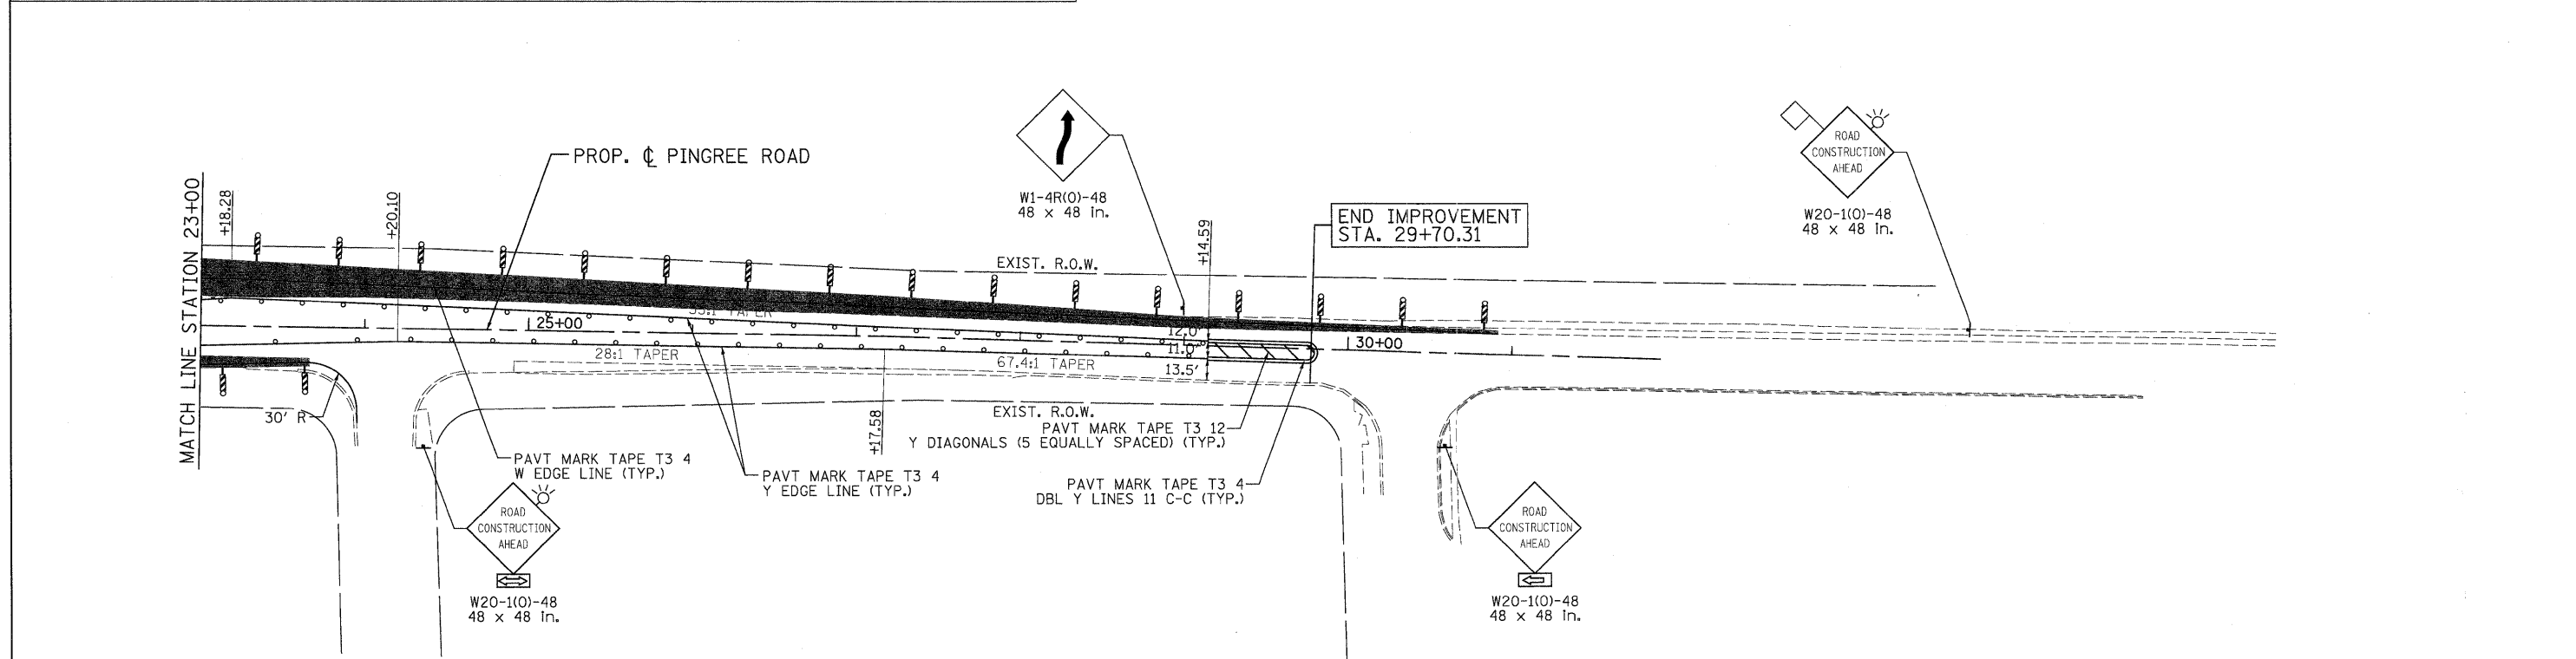 PROP. ℄ PINGREE ROAD
MATCH LINE STATION 23+00
+18.28
+20.10
W1-4R(O)-48
48 x 48 in.
+14.59
END IMPROVEMENT
STA. 29+70.31
ROAD
CONSTRUCTION
AHEAD
W20-1(O)-48
48 x 48 in.
EXIST. R.O.W.
TAPER
25+00
12.0'
11.0'
13.5'
30+00
28:1 TAPER
67.4:1 TAPER
30' R
+17.58
EXIST. R.O.W.
PAVT MARK TAPE T3 12
Y DIAGONALS (5 EQUALLY SPACED) (TYP.)
PAVT MARK TAPE T3 4
W EDGE LINE (TYP.)
PAVT MARK TAPE T3 4
Y EDGE LINE (TYP.)
PAVT MARK TAPE T3 4
DBL Y LINES 11 C-C (TYP.)
ROAD
CONSTRUCTION
AHEAD
W20-1(O)-48
48 x 48 in.
ROAD
CONSTRUCTION
AHEAD
W20-1(O)-48
48 x 48 in.